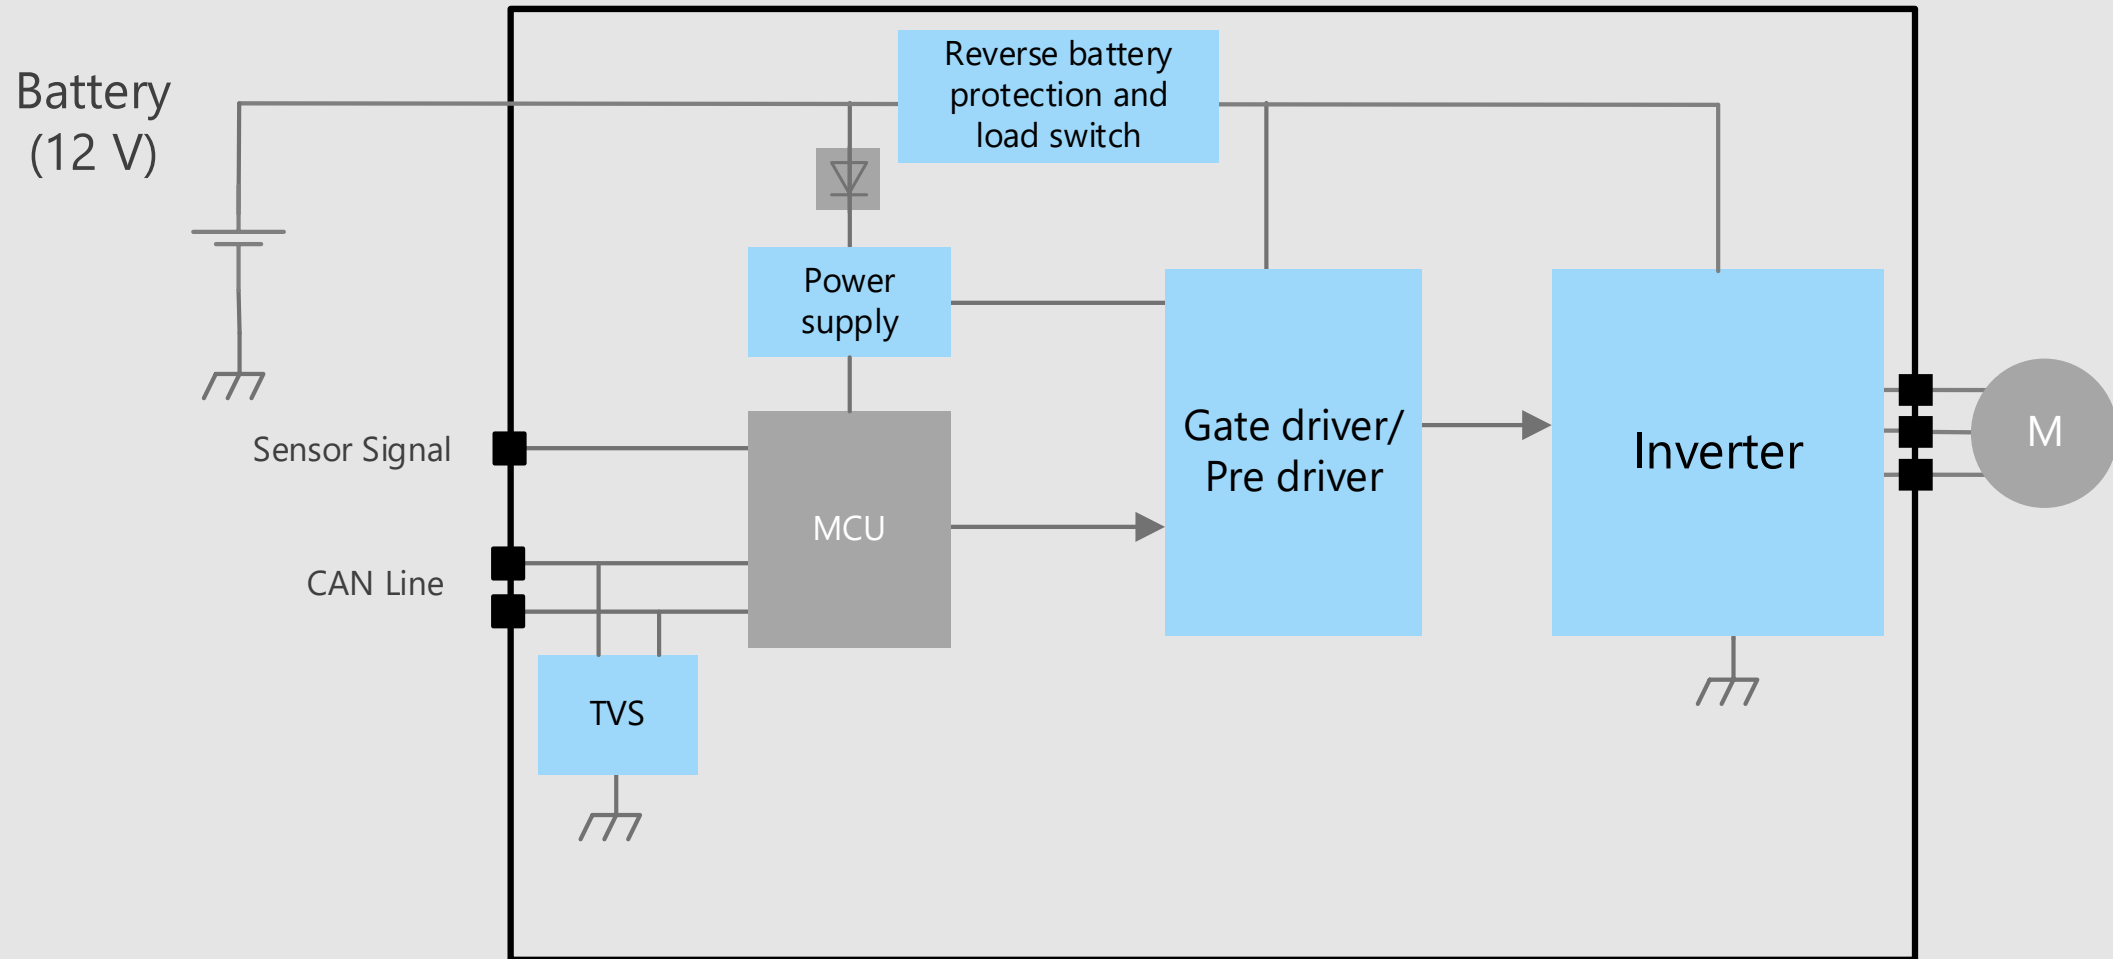 Reverse battery
protection and
load switch
Battery
(12 V)
Power
supply
Gate driver/
Pre driver
Inverter
M
Sensor Signal
MCU
CAN Line
TVS